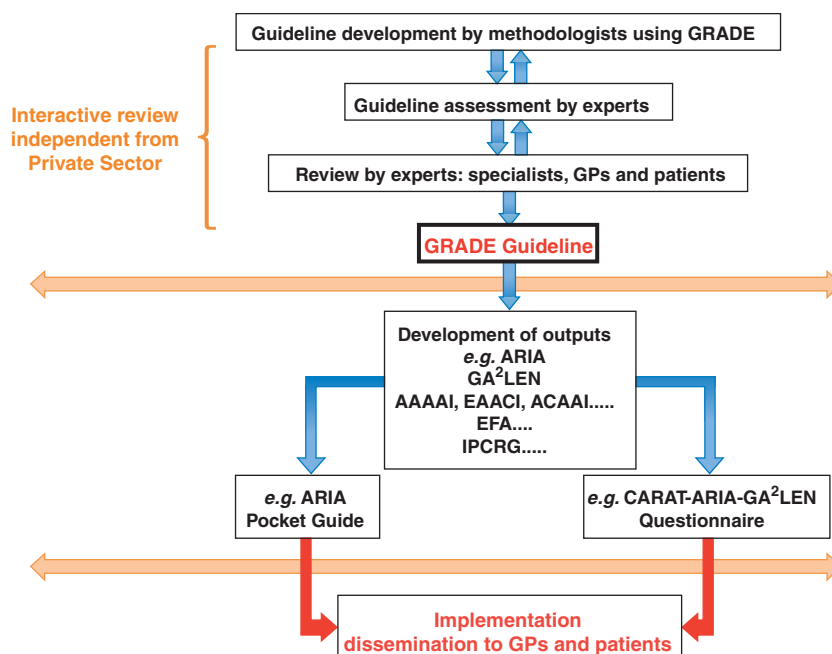 Guideline development by methodologists using GRADE
Interactive review
independent from
Private Sector
Guideline assessment by experts
Review by experts: specialists, GPs and patients
GRADE Guideline
Development of outputs
e.g. ARIA
GA²LEN
AAAAI, EAACI, ACAAI.....
EFA....
IPCRG.....
e.g. ARIA
Pocket Guide
e.g. CARAT-ARIA-GA²LEN
Questionnaire
Implementation
dissemination to GPs and patients